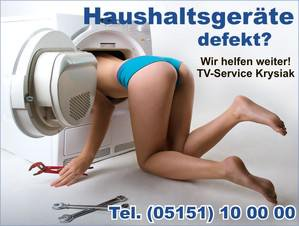 Haushaltsgeräte
defekt?
Wir helfen weiter!
TV-Service Krysiak
Tel. (05151) 10 00 00